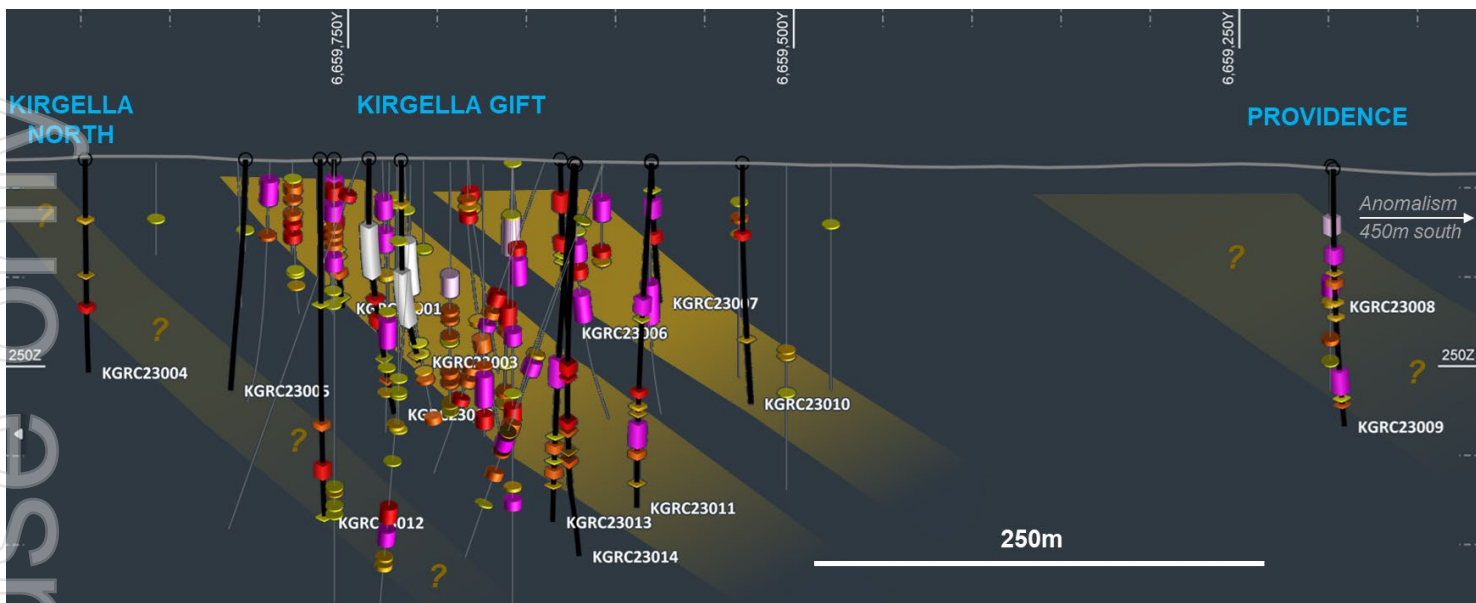 6,659,750Y
6,659,500Y
6,659,250Y
KIRGELLA
NORTH
KIRGELLA GIFT
PROVIDENCE
?
Anomalism
450m south
?
KGRC23007
KGRC23008
KGRC23006
?
250Z
KGRC23003
250Z
KGRC23004
?
KGRC23005
KGRC23010
KGRC23009
?
KGRC23011
KGRC23013
KGRC23014
250m
?